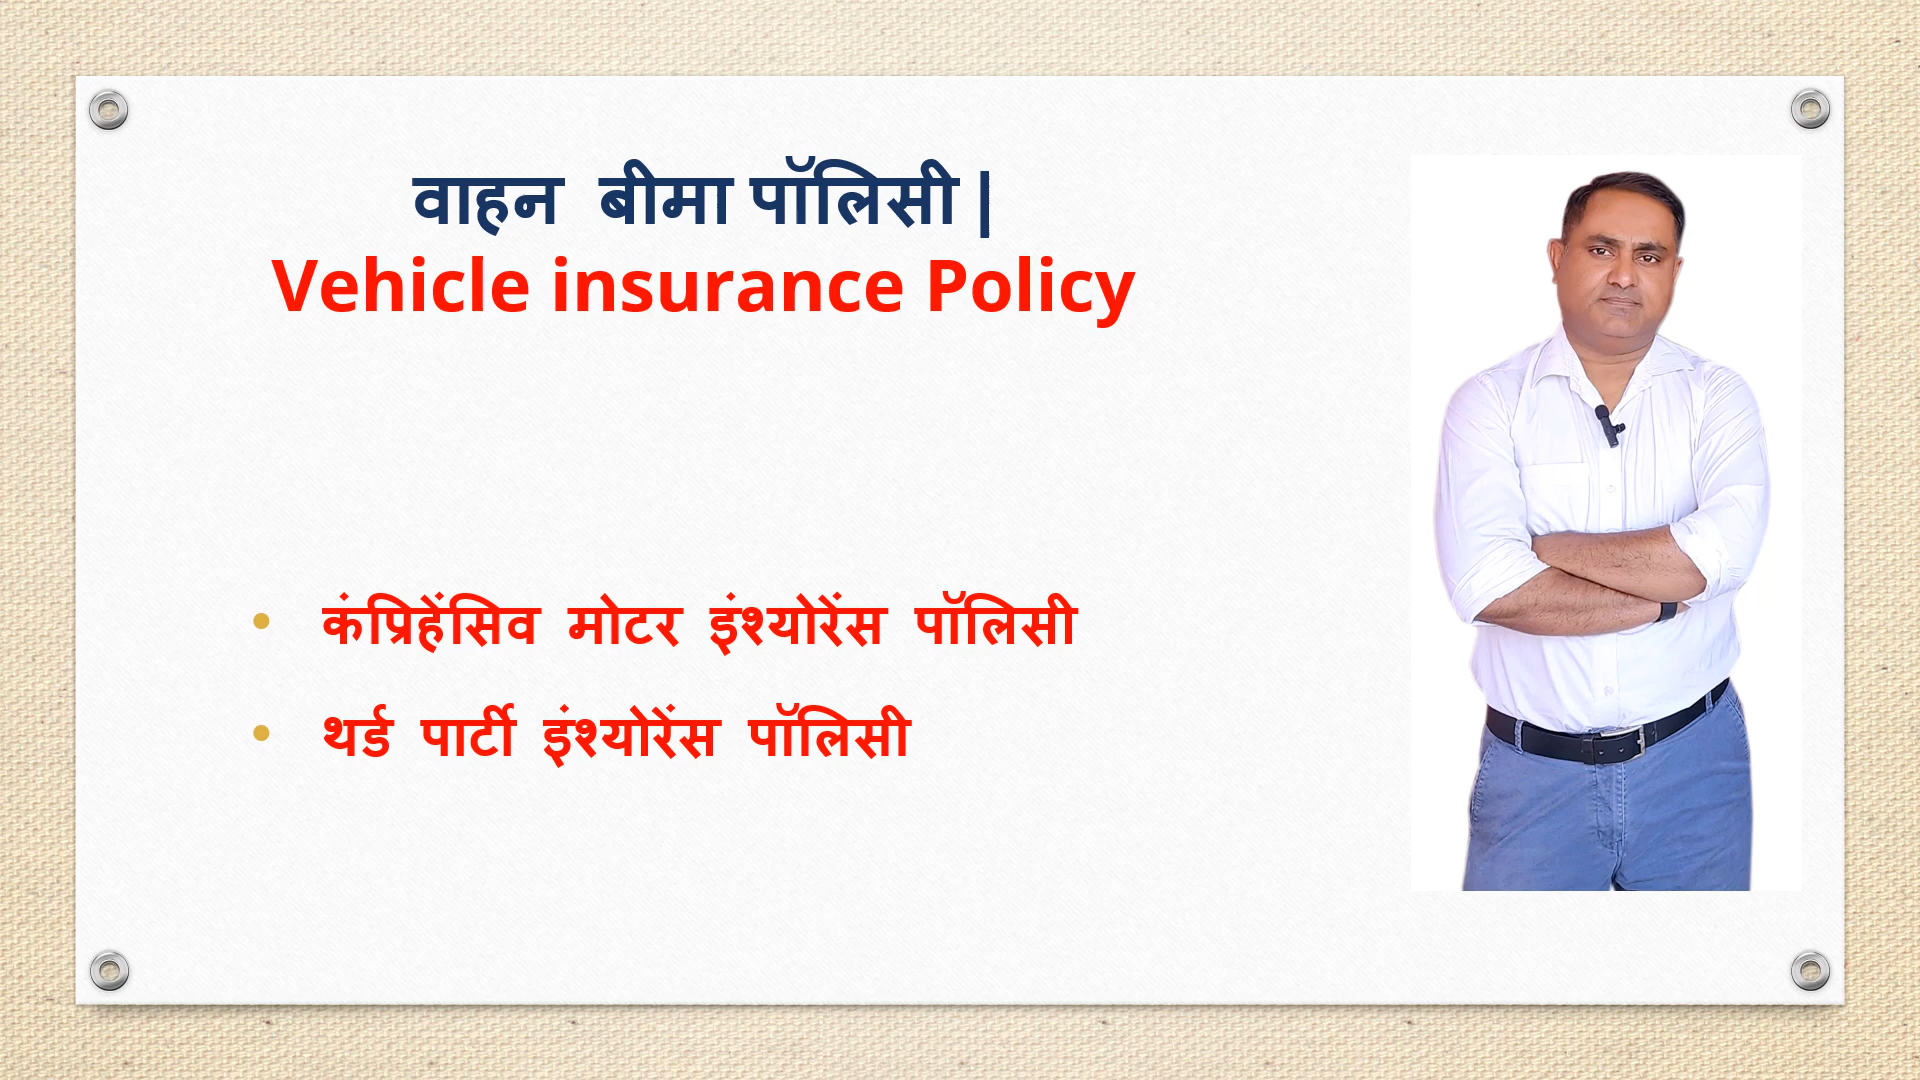 वाहन बीमा पॉलिसी |
Vehicle insurance Policy
• कंप्रिहेंसिव मोटर इंश्योरेंस पॉलिसी
• थर्ड पार्टी इंश्योरेंस पॉलिसी